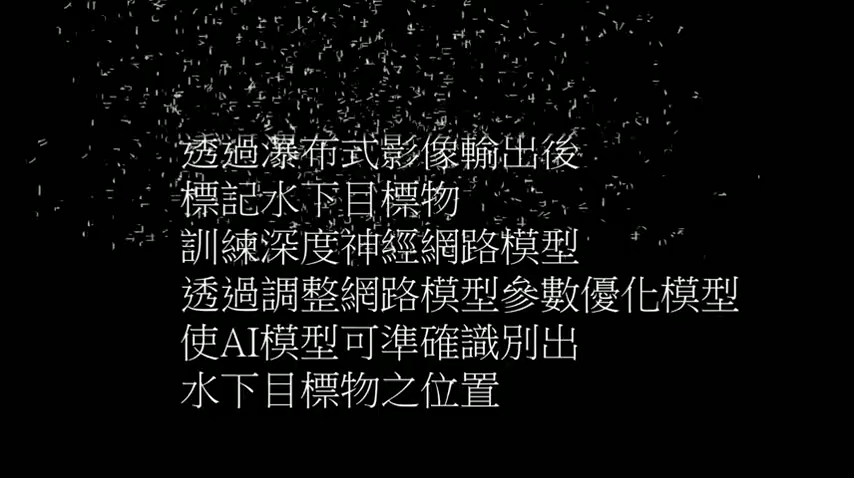 透過瀑布式影像輸出後
標記水下目標物
訓練深度神經網路模型
透過調整網路模型參數優化模型
使AI模型可準確識別出
水下目標物之位置